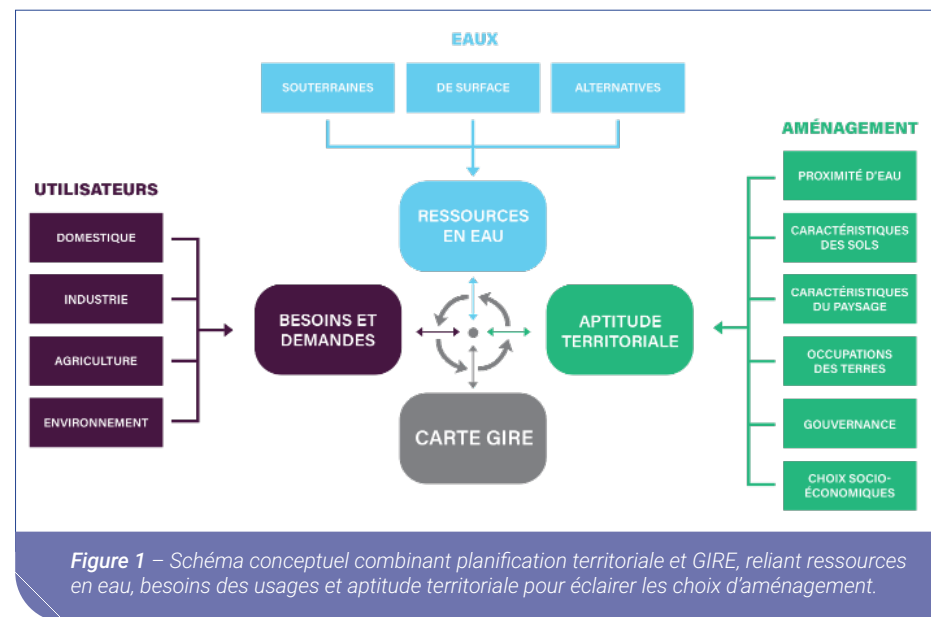 EAUX
SOUTERRAINES
DE SURFACE
ALTERNATIVES
RESSOURCES
EN EAU
UTILISATEURS
DOMESTIQUE
INDUSTRIE
AGRICULTURE
ENVIRONNEMENT
BESOINS ET
DEMANDES
APTITUDE
TERRITORIALE
CARTE GIRE
AMÉNAGEMENT
PROXIMITÉ D'EAU
CARACTÉRISTIQUES
DES SOLS
CARACTÉRISTIQUES
DU PAYSAGE
OCCUPATIONS
DES TERRES
GOUVERNANCE
CHOIX SOCIO-
ÉCONOMIQUES
Figure 1 – Schéma conceptuel combinant planification territoriale et GIRE, reliant ressources
en eau, besoins des usages et aptitude territoriale pour éclairer les choix d’aménagement.